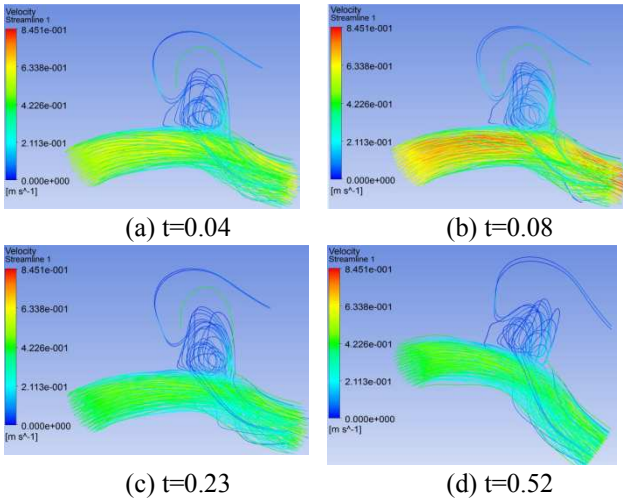 Velocity
Streamline 1
8.451e-001
6.338e-001
4.226e-001
2.113e-001
0.000e+000
[m s^-1]
(a) t=0.04
Velocity
Streamline 1
8.451e-001
6.338e-001
4.226e-001
2.113e-001
0.000e+000
[m s^-1]
(b) t=0.08
Velocity
Streamline 1
8.451e-001
6.338e-001
4.226e-001
2.113e-001
0.000e+000
[m s^-1]
(c) t=0.23
Velocity
Streamline 1
8.451e-001
6.338e-001
4.226e-001
2.113e-001
0.000e+000
[m s^-1]
(d) t=0.52